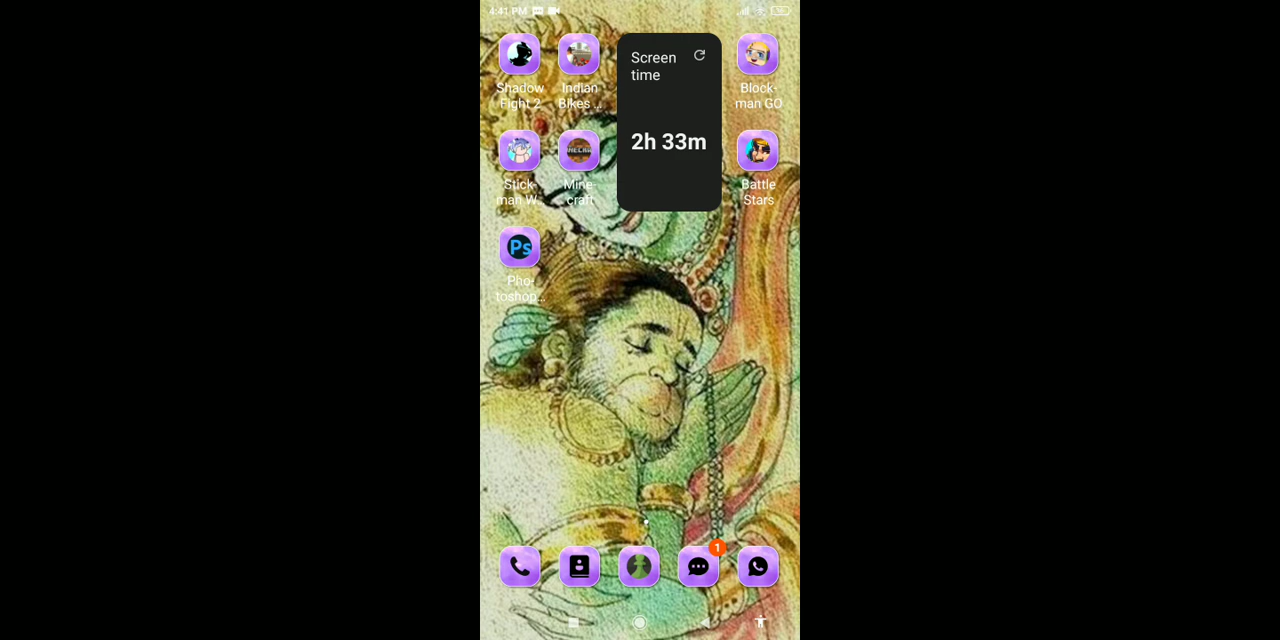 4:41 PM
Screen
time
2h 33m
Shadow
Fight 2
Indian
Bikes ...
Block-
man GO
Stick-
man W...
Mine-
craft
Battle
Stars
Ps
Pho-
toshop...
1